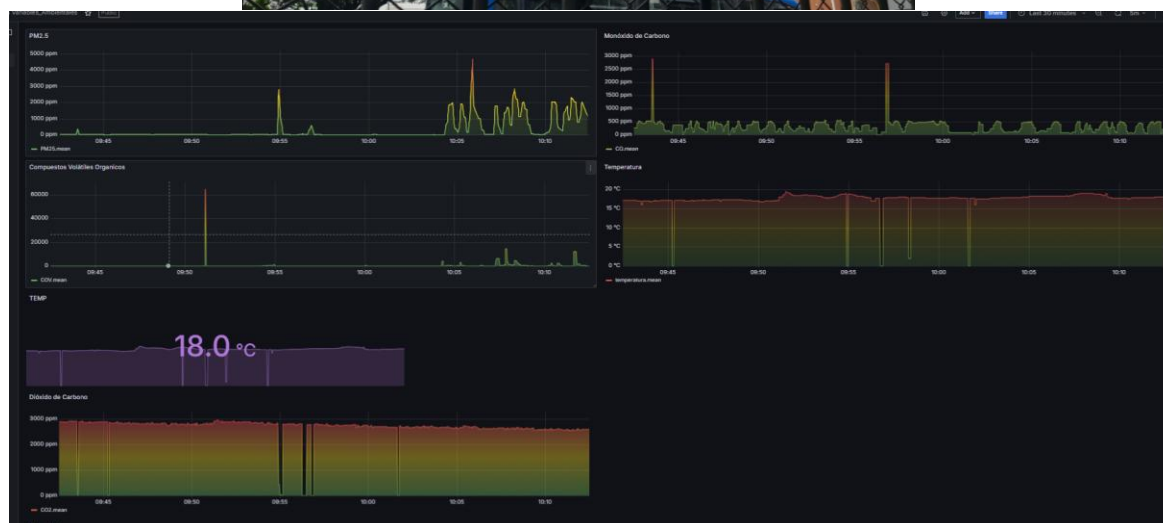 Variables_Ambientales
Add
Share
Last 30 minutes
5m
PM2.5
5000 ppm
4000 ppm
3000 ppm
2000 ppm
1000 ppm
0 ppm
09:45 09:50 09:55 10:00 10:05 10:10
PM25.mean
Monóxido de Carbono
3000 ppm
2500 ppm
2000 ppm
1500 ppm
1000 ppm
500 ppm
0 ppm
09:45 09:50 09:55 10:00 10:05 10:10
CO.mean
Compuestos Volátiles Organicos
60000
40000
20000
0
09:45 09:50 09:55 10:00 10:05 10:10
COV.mean
Temperatura
20 °C
15 °C
10 °C
5 °C
0 °C
09:45 09:50 09:55 10:00 10:05 10:10
temperatura.mean
TEMP
18.0 °C
Dióxido de Carbono
3000 ppm
2000 ppm
1000 ppm
0 ppm
09:45 09:50 09:55 10:00 10:05 10:10
CO2.mean